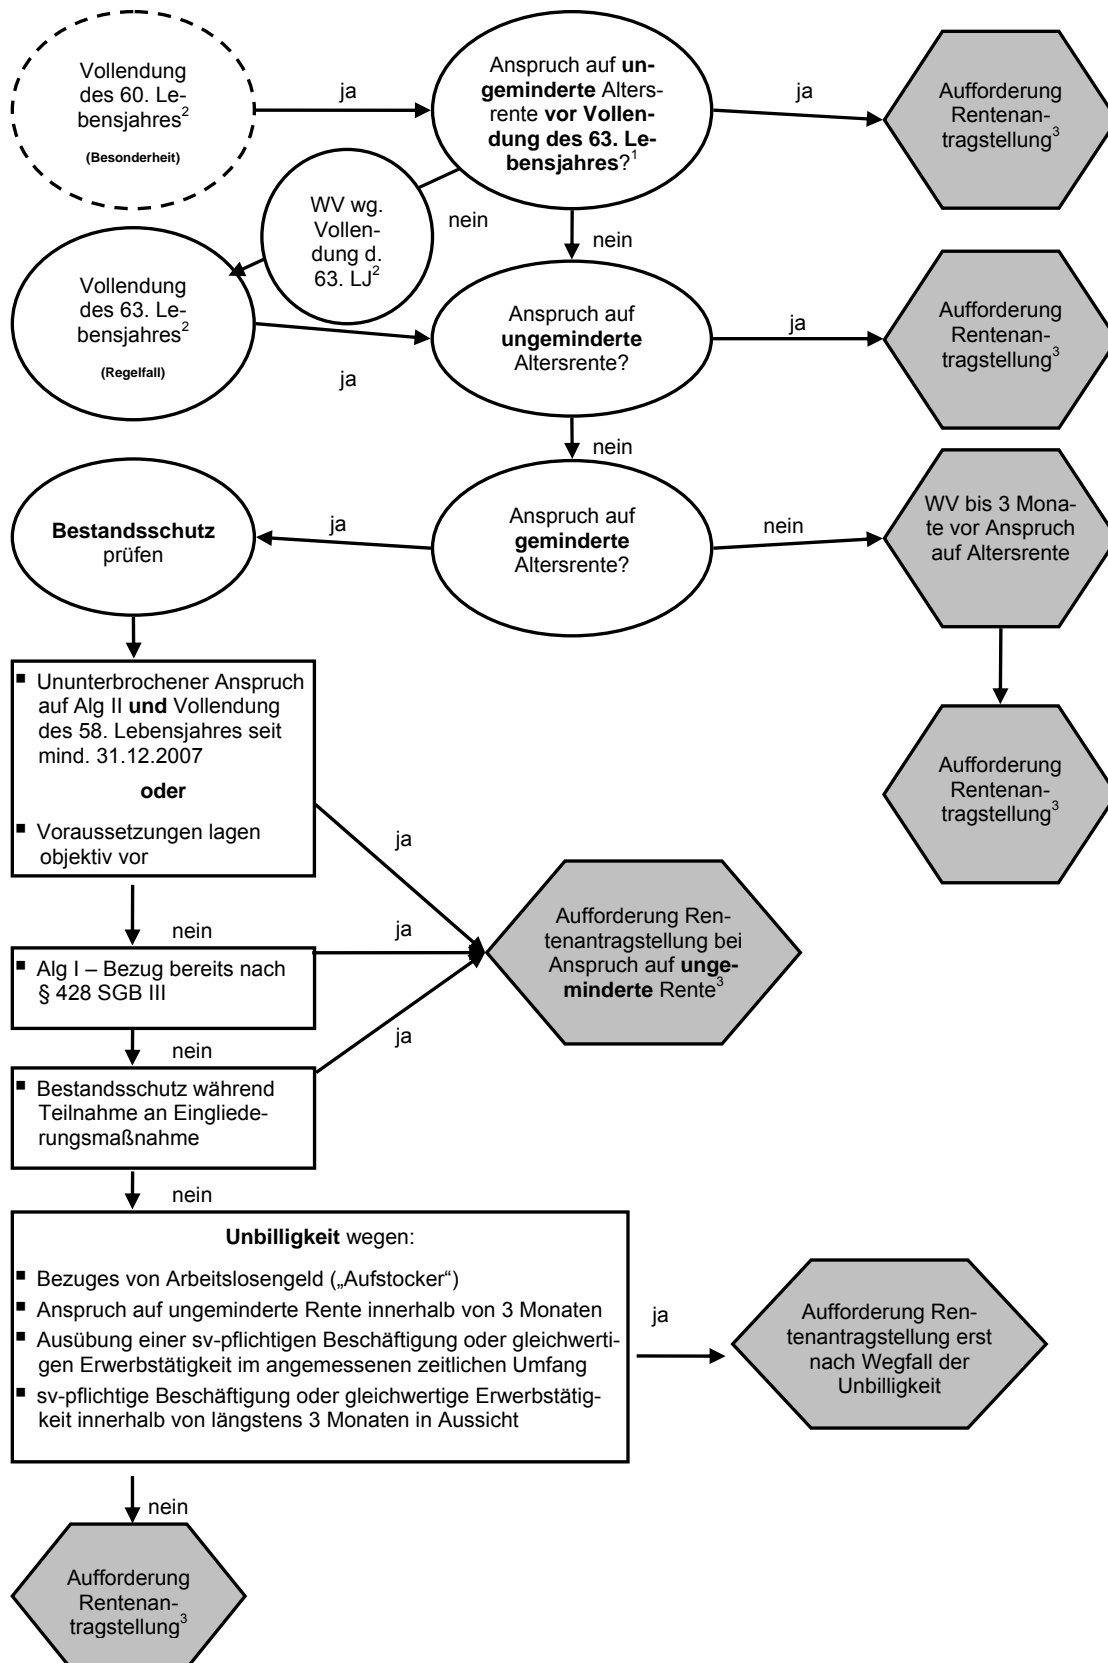 Vollendung
des 60. Le-
bensjahres2
(Besonderheit)
ja
Anspruch auf un-
geminderte Alters-
rente vor Vollen-
dung des 63. Le-
bensjahres?1
ja
Aufforderung
Rentenan-
tragstellung3
nein
WV wg.
Vollen-
dung d.
63. LJ2
nein
Vollendung
des 63. Le-
bensjahres2
(Regelfall)
ja
Anspruch auf
ungeminderte
Altersrente?
ja
Aufforderung
Rentenan-
tragstellung3
nein
Bestandsschutz
prüfen
ja
Anspruch auf
geminderte
Altersrente?
nein
WV bis 3 Mona-
te vor Anspruch
auf Altersrente
Aufforderung
Rentenan-
tragstellung3
▪ Ununterbrochener Anspruch
auf Alg II und Vollendung
des 58. Lebensjahres seit
mind. 31.12.2007
oder
▪ Voraussetzungen lagen
objektiv vor
ja
nein
ja
▪ Alg I – Bezug bereits nach
§ 428 SGB III
Aufforderung Ren-
tenantragstellung bei
Anspruch auf unge-
minderte Rente3
nein
ja
▪ Bestandsschutz während
Teilnahme an Eingliede-
rungsmaßnahme
nein
Unbilligkeit wegen:
▪ Bezuges von Arbeitslosengeld („Aufstocker“)
▪ Anspruch auf ungeminderte Rente innerhalb von 3 Monaten
▪ Ausübung einer sv-pflichtigen Beschäftigung oder gleichwerti-
gen Erwerbstätigkeit im angemessenen zeitlichen Umfang
▪ sv-pflichtige Beschäftigung oder gleichwertige Erwerbstätig-
keit innerhalb von längstens 3 Monaten in Aussicht
ja
Aufforderung Ren-
tenantragstellung erst
nach Wegfall der
Unbilligkeit
nein
Aufforderung
Rentenan-
tragstellung3